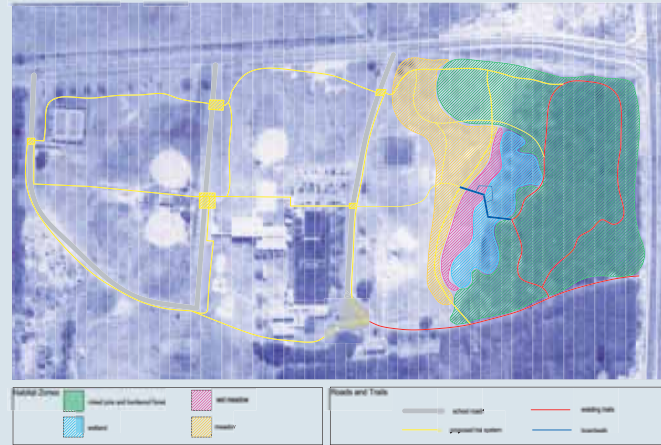 Habitat Zones
mixed pine and hardwood forest
wet meadow
wetland
meadow
Roads and Trails
school roads
existing trails
proposed trail system
boardwalk